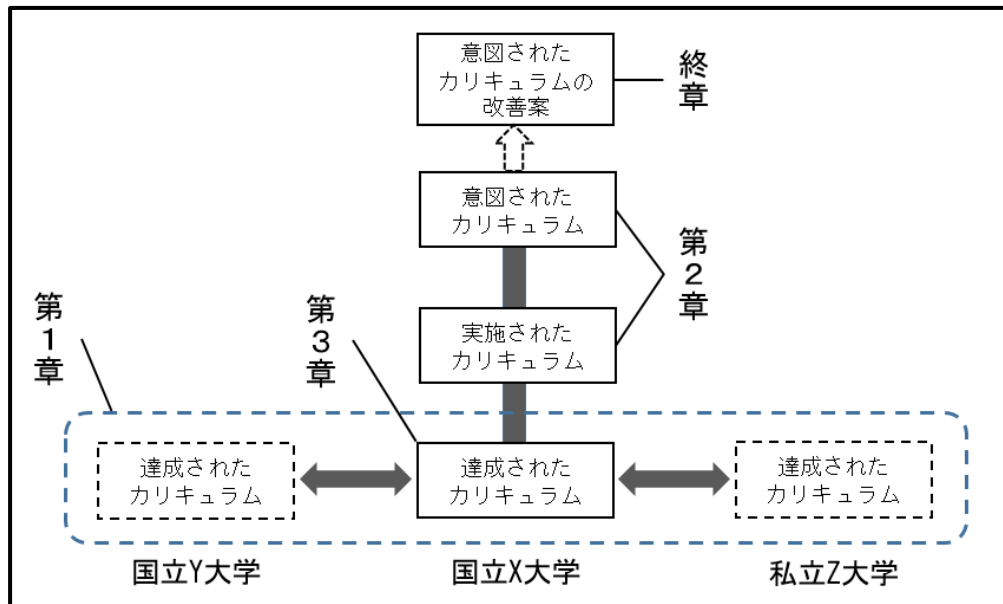 意図された
カリキュラムの
改善案
終章
意図された
カリキュラム
第2章
実施された
カリキュラム
第1章
第3章
達成された
カリキュラム
達成された
カリキュラム
達成された
カリキュラム
国立Y大学
国立X大学
私立Z大学